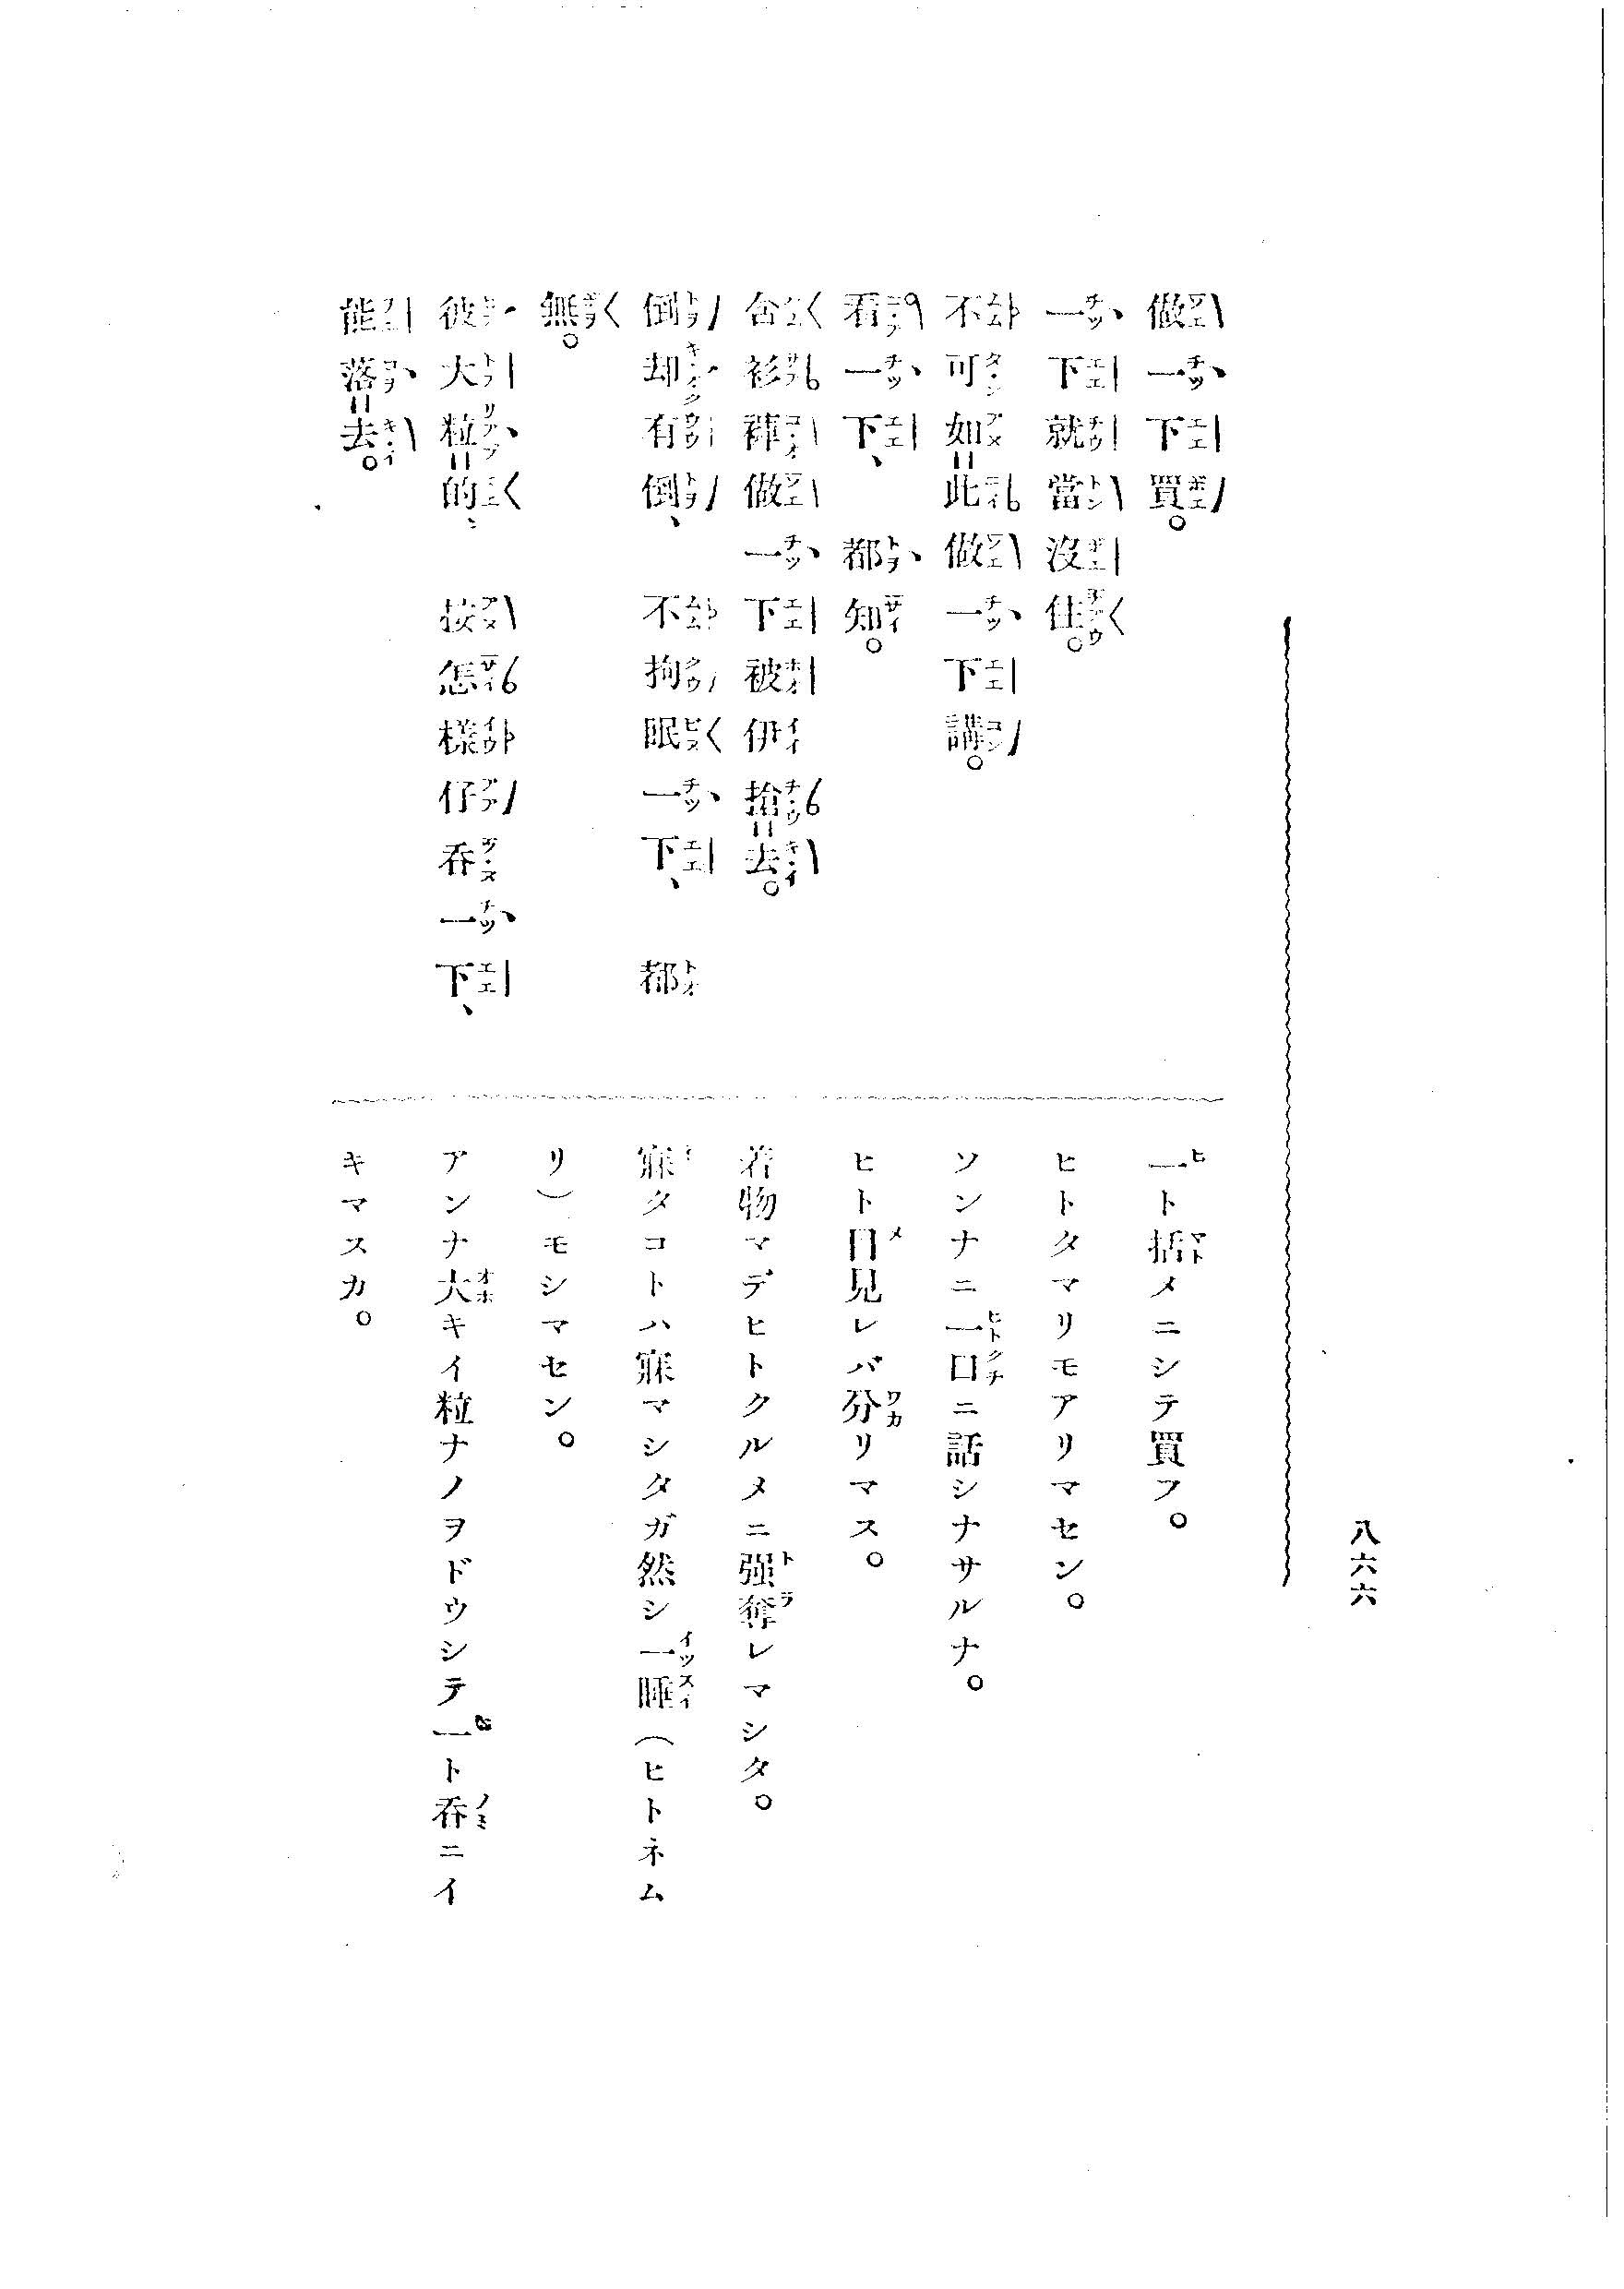 八六六
做一下買。
一下就當沒住。
不可如此做一下講。
看一下、都知。
含衫褲做一下被伊搶去。
倒却有倒、不拘眠一下、都
無。
彼大粒的、按怎樣仔吞一下、
能落去。
一ト括メニシテ買フ。
ヒトタマリモアリマセン。
ソンナニ一口ニ話シナサルナ。
ヒト目見レバ分リマス。
着物マデヒトクルメニ強奪レマシタ。
寐タコトハ寐マシタガ然シ一睡(ヒトネム
リ)モシマセン。
アンナ大キイ粒ナノヲドウシテ一ト呑ニイ
キマスカ。